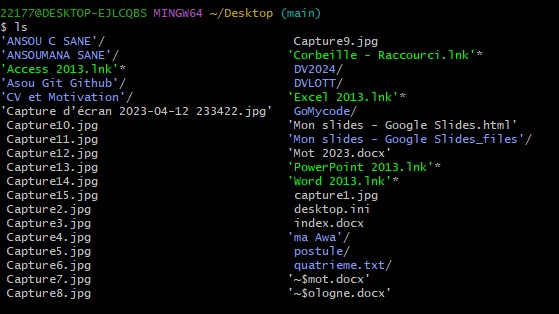 22177@DESKTOP-EJLCQBS MINGW64 ~/Desktop (main)
$ ls
'ANSOU C SANE'/ Capture9.jpg
'ANSOUMANA SANE'/ 'Corbeille - Raccourci.lnk'*
'Access 2013.lnk'* DV2024/
'Asou Git Github'/ DVLOTT/
'CV et Motivation'/ 'Excel 2013.lnk'*
'Capture d’écran 2023-04-12 233422.jpg' GoMycode/
Capture10.jpg 'Mon slides - Google Slides.html'
Capture11.jpg 'Mon slides - Google Slides_files'/
Capture12.jpg 'Mot 2023.docx'
Capture13.jpg 'PowerPoint 2013.lnk'*
Capture14.jpg 'Word 2013.lnk'*
Capture15.jpg capture1.jpg
Capture2.jpg desktop.ini
Capture3.jpg index.docx
Capture4.jpg 'ma Awa'/
Capture5.jpg postule/
Capture6.jpg quatrieme.txt/
Capture7.jpg '~$mot.docx'
Capture8.jpg '~$ologne.docx'